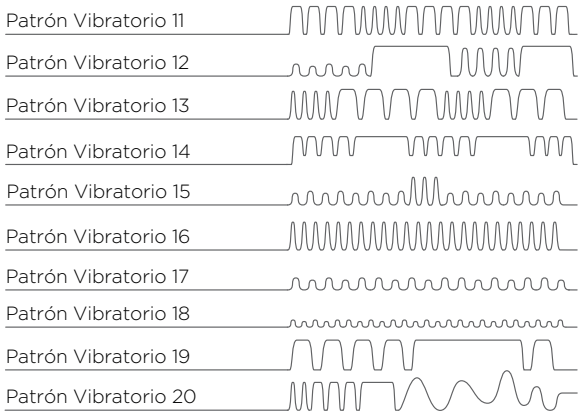 Patrón Vibratorio 11
Patrón Vibratorio 12
Patrón Vibratorio 13
Patrón Vibratorio 14
Patrón Vibratorio 15
Patrón Vibratorio 16
Patrón Vibratorio 17
Patrón Vibratorio 18
Patrón Vibratorio 19
Patrón Vibratorio 20